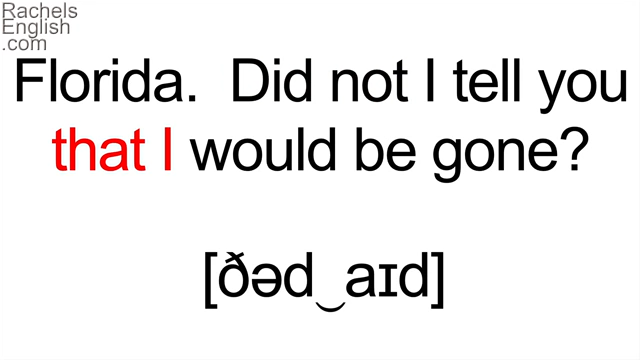 Rachels
English
.com
Florida. Did not I tell you
that I would be gone?
[ðəd‿aɪd]